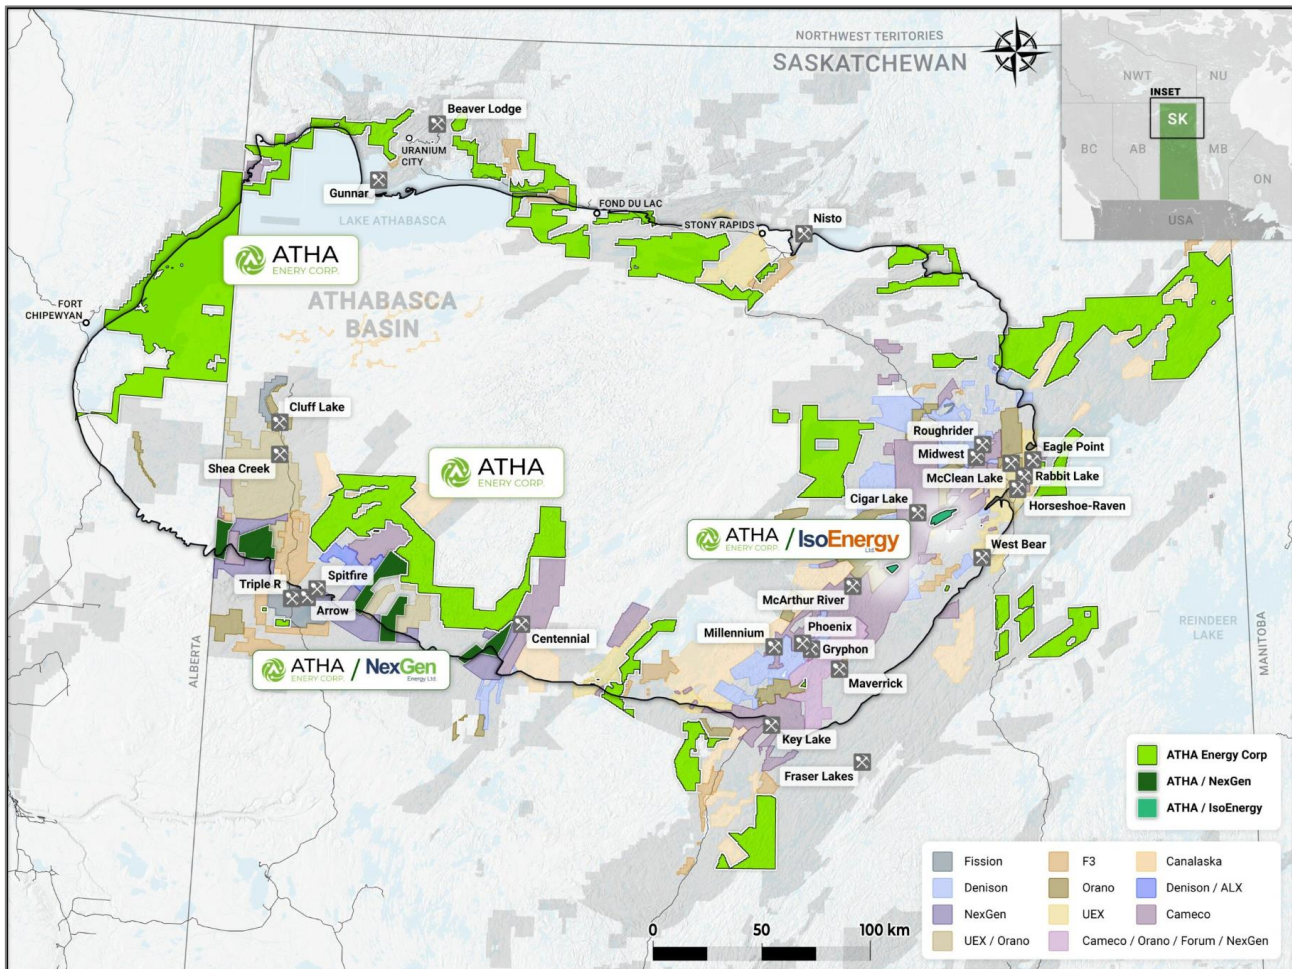 NORTHWEST TERITORIES
SASKATCHEWAN
NWT
NU
INSET
SK
BC
AB
MB
ON
USA
Beaver Lodge
URANIUM
CITY
Gunnar
LAKE ATHABASCA
FOND DU LAC
STONY RAPIDS
Nisto
ATHA
ENERY CORP.
FORT
CHIPEWYAN
ATHABASCA
BASIN
Cluff Lake
Shea Creek
ATHA
ENERY CORP.
Roughrider
Midwest
Eagle Point
McClean Lake
Rabbit Lake
Cigar Lake
Horseshoe-Raven
ATHA
ENERY CORP.
/ IsoEnergy
Ltd.
West Bear
Triple R
Spitfire
Arrow
McArthur River
Centennial
Millennium
Phoenix
Gryphon
Maverrick
ALBERTA
REINDEER
LAKE
MANITOBA
ATHA
ENERY CORP.
/ NexGen
Energy Ltd.
Key Lake
Fraser Lakes
ATHA Energy Corp
ATHA / NexGen
ATHA / IsoEnergy
Fission
F3
Canalaska
Denison
Orano
Denison / ALX
NexGen
UEX
Cameco
UEX / Orano
Cameco / Orano / Forum / NexGen
0 50 100 km